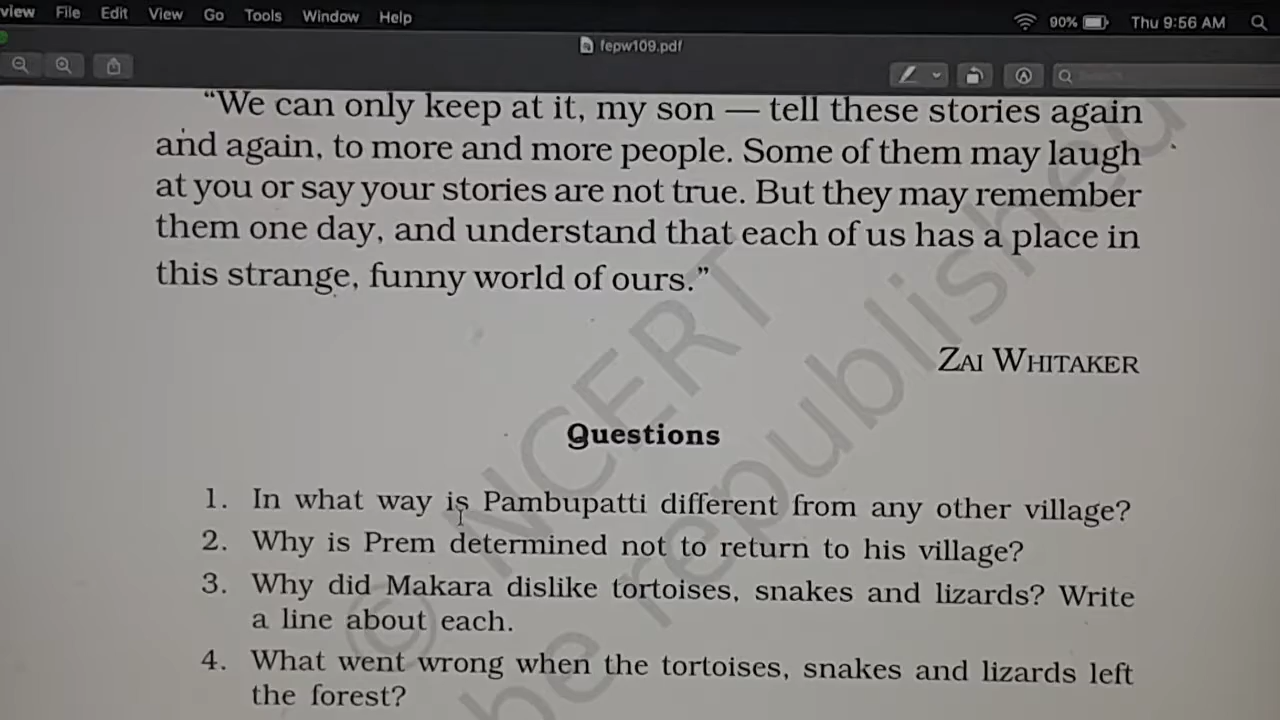 view File Edit View Go Tools Window Help 90% Thu 9:56 AM
fepw109.pdf
Search
“We can only keep at it, my son — tell these stories again
and again, to more and more people. Some of them may laugh
at you or say your stories are not true. But they may remember
them one day, and understand that each of us has a place in
this strange, funny world of ours.”
ZAI WHITAKER
Questions
1. In what way is Pambupatti different from any other village?
2. Why is Prem determined not to return to his village?
3. Why did Makara dislike tortoises, snakes and lizards? Write
a line about each.
4. What went wrong when the tortoises, snakes and lizards left
the forest?
© NCERT
be republished